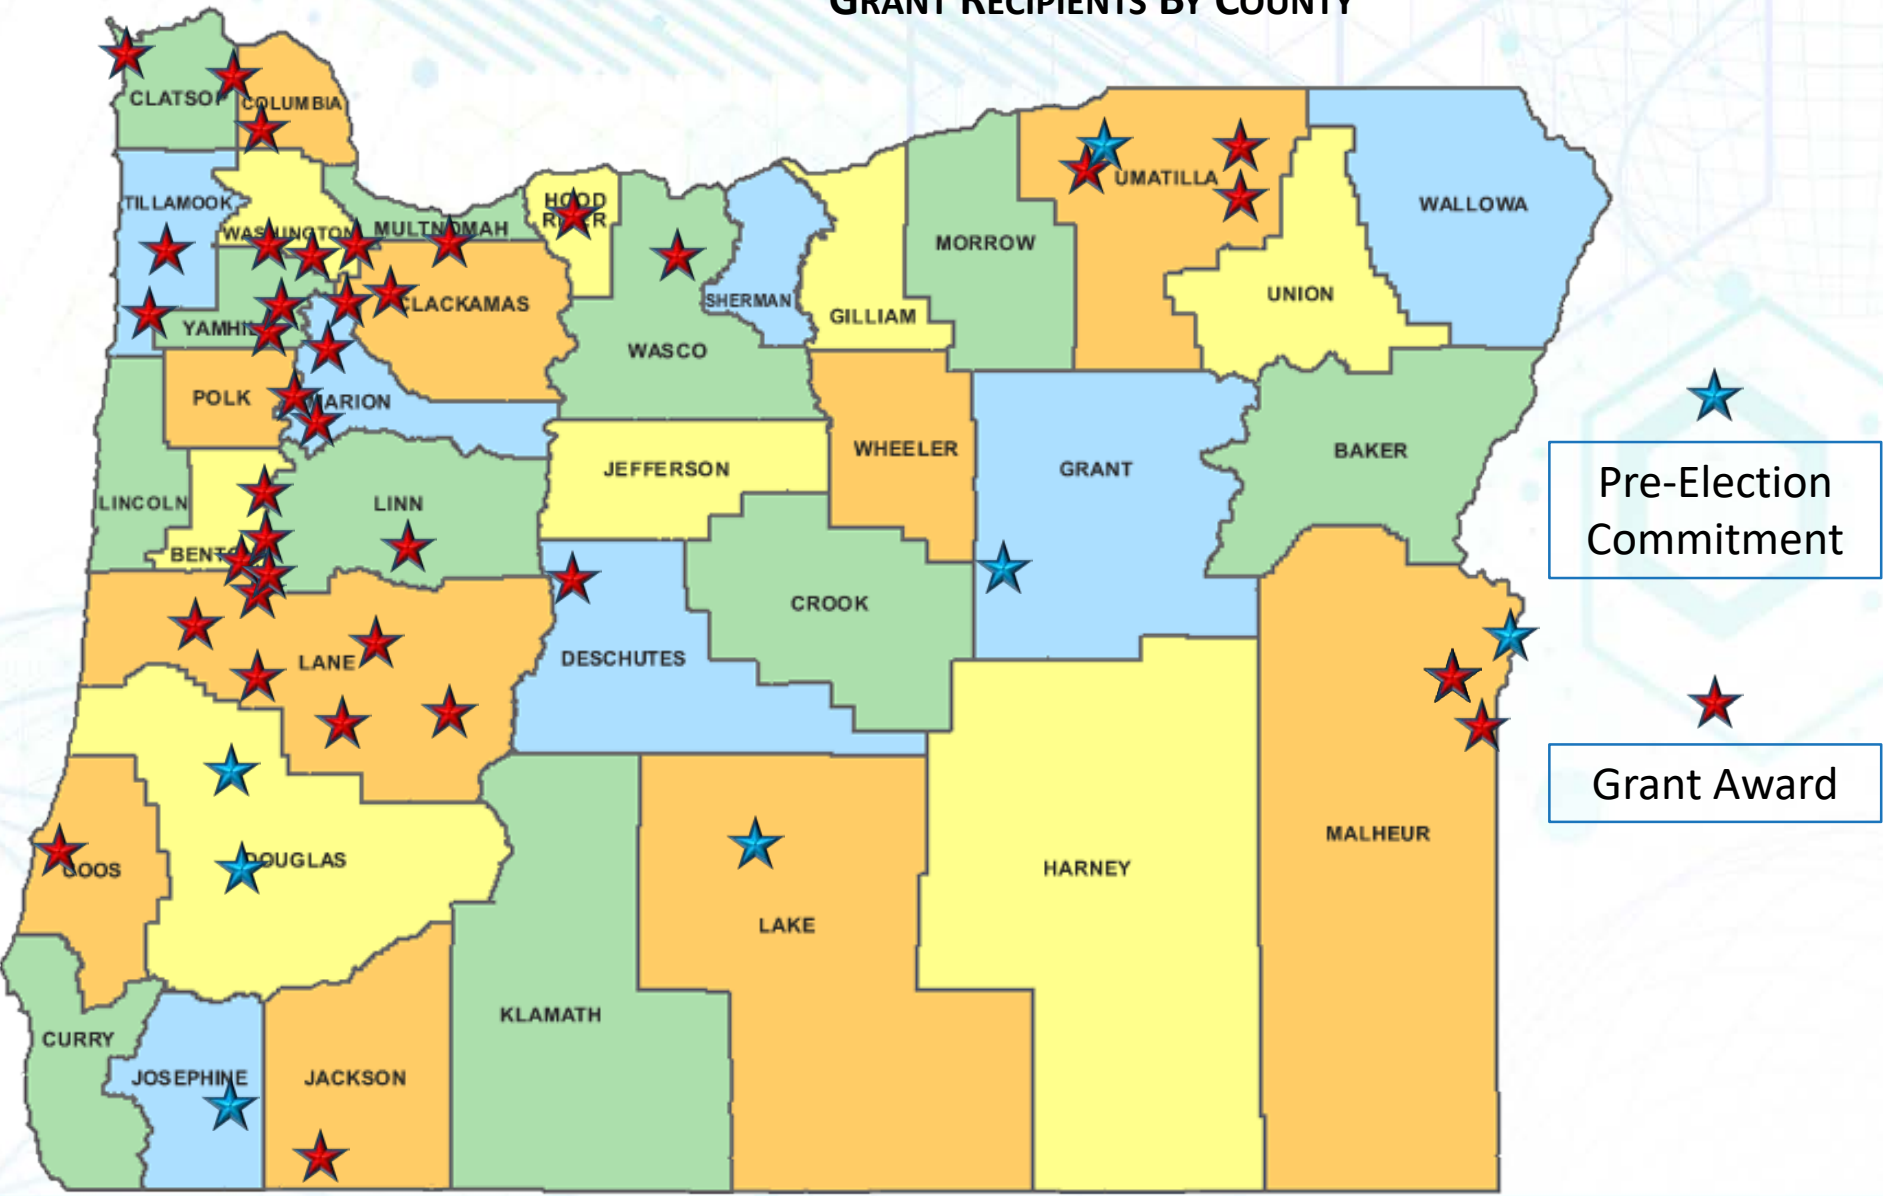 GRANT RECIPIENTS BY COUNTY
CLATSOP
COLUMBIA
TILLAMOOK
WASHINGTON
MULTNOMAH
HOOD
RIVER
YAMHILL
CLACKAMAS
SHERMAN
GILLIAM
MORROW
UMATILLA
UNION
WALLOWA
WASCO
POLK
MARION
LINCOLN
BENTON
LINN
JEFFERSON
WHEELER
GRANT
BAKER
CROOK
LANE
DESCHUTES
COOS
DOUGLAS
LAKE
HARNEY
MALHEUR
CURRY
JOSEPHINE
JACKSON
KLAMATH
Pre-Election
Commitment
Grant Award